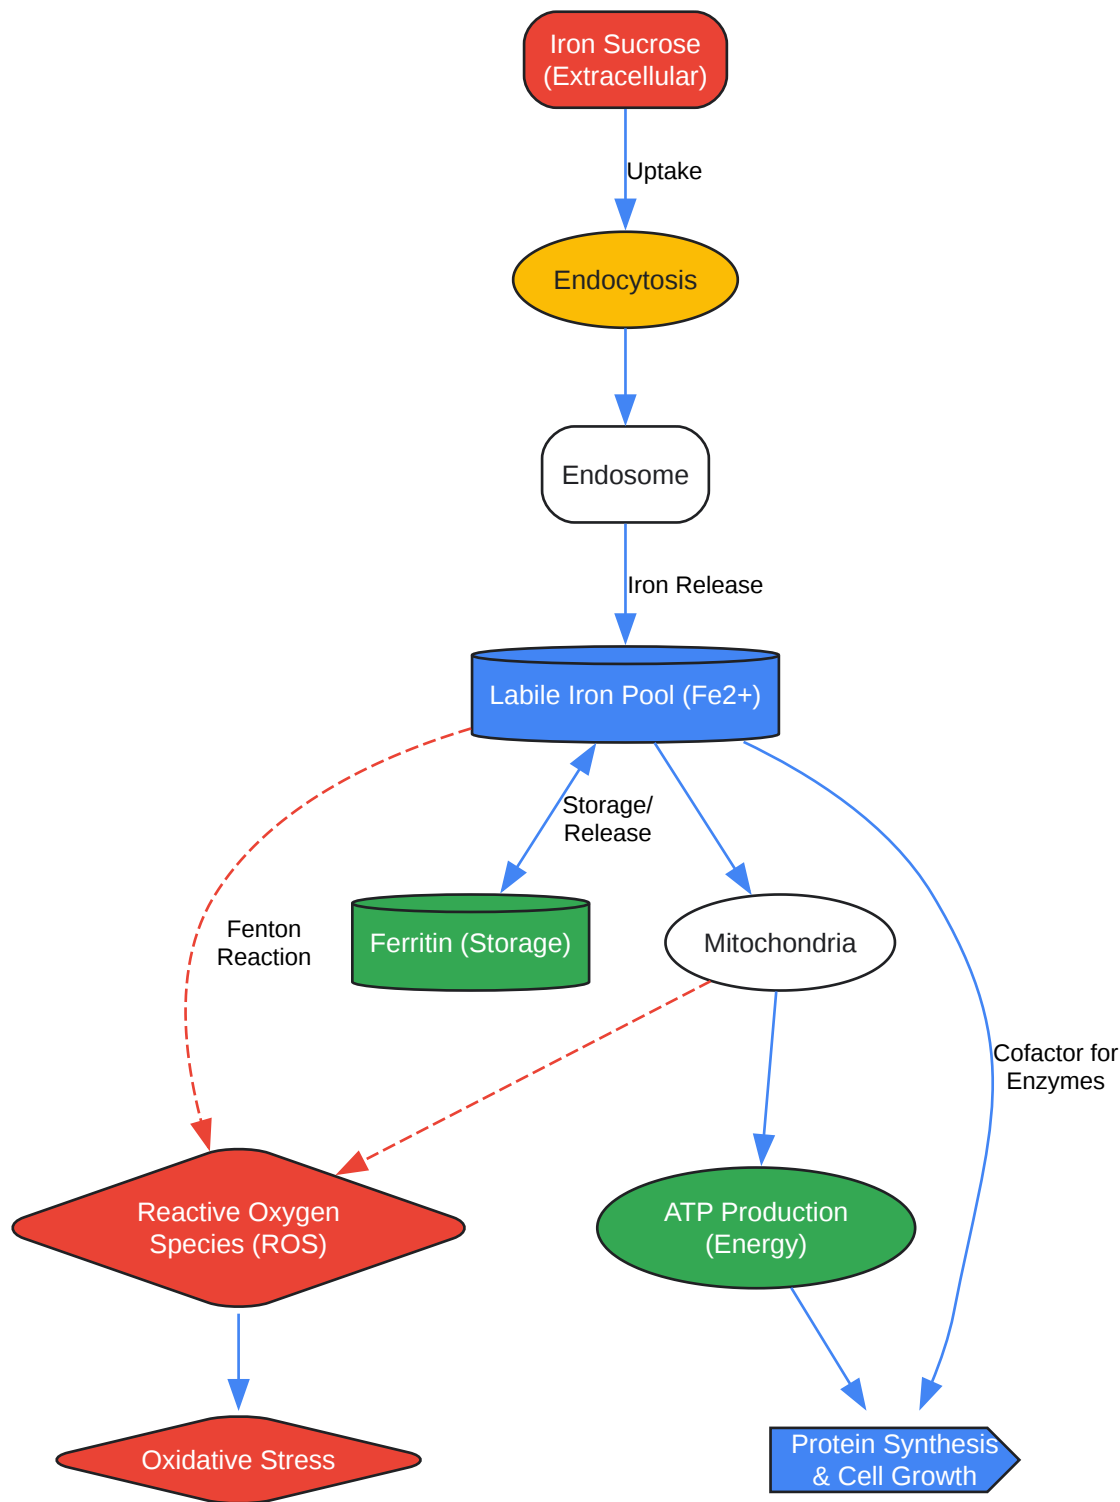 Iron Sucrose
(Extracellular)
Uptake
Endocytosis
Endosome
Iron Release
Labile Iron Pool (Fe2+)
Storage/
Release
Fenton
Reaction
Ferritin (Storage)
Mitochondria
Cofactor for
Enzymes
Reactive Oxygen
Species (ROS)
ATP Production
(Energy)
Oxidative Stress
Protein Synthesis
& Cell Growth